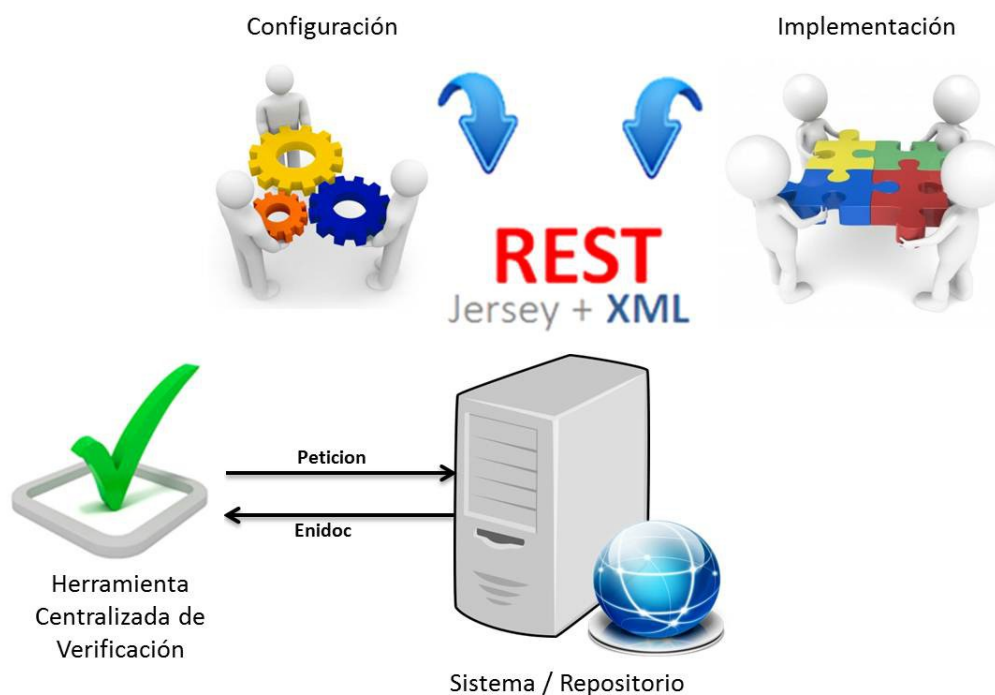 Configuración
Implementación
REST
Jersey + XML
Peticion
Enidoc
Herramienta
Centralizada de
Verificación
Sistema / Repositorio